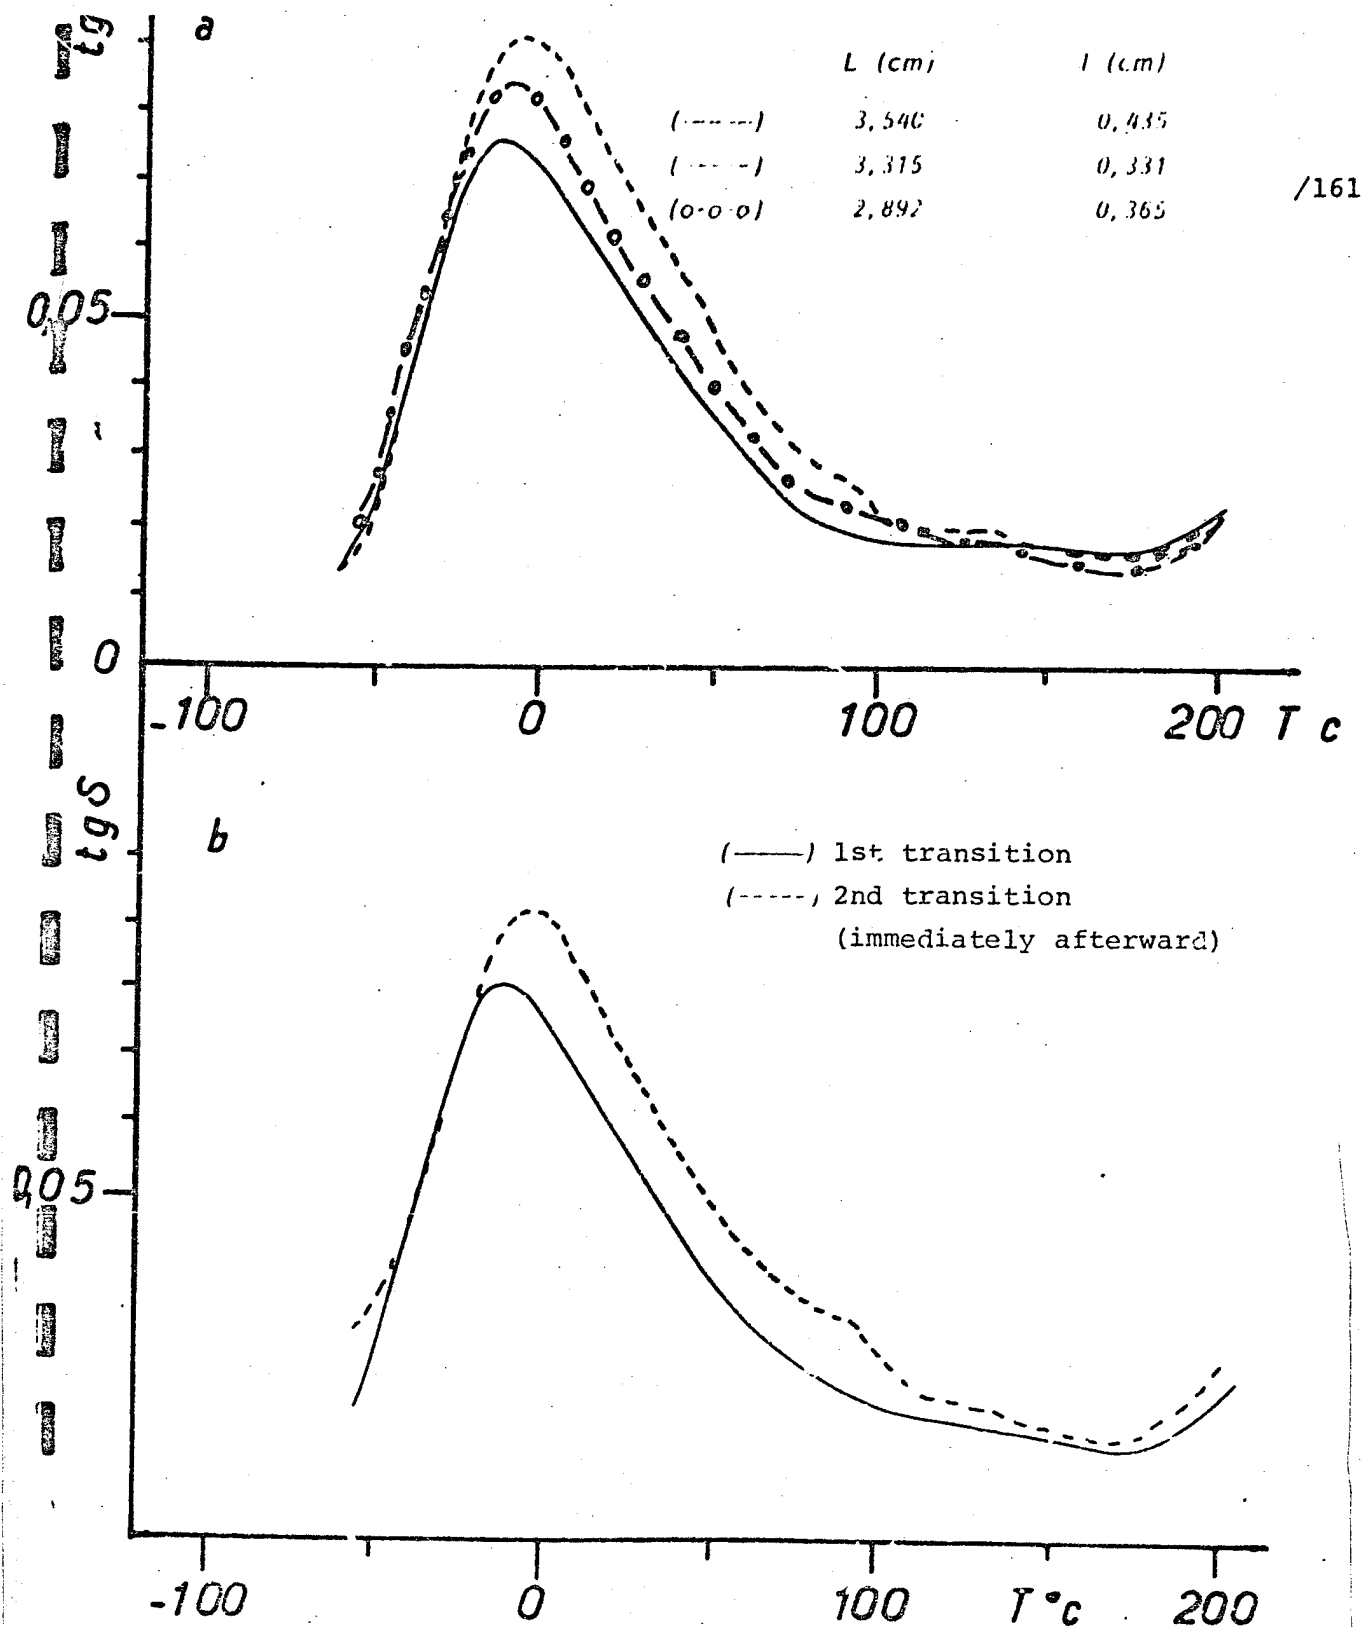 tg
a
L (cm) l (cm)
(-----) 3,540 0,435
(-----) 3,315 0,331
(o-o-o) 2,892 0,365
/161
0,05
0
-100 0 100 200 T c
tgδ
b
(——) 1st transition
(-----) 2nd transition
(immediately afterward)
0,05
-100 0 100 T°c 200